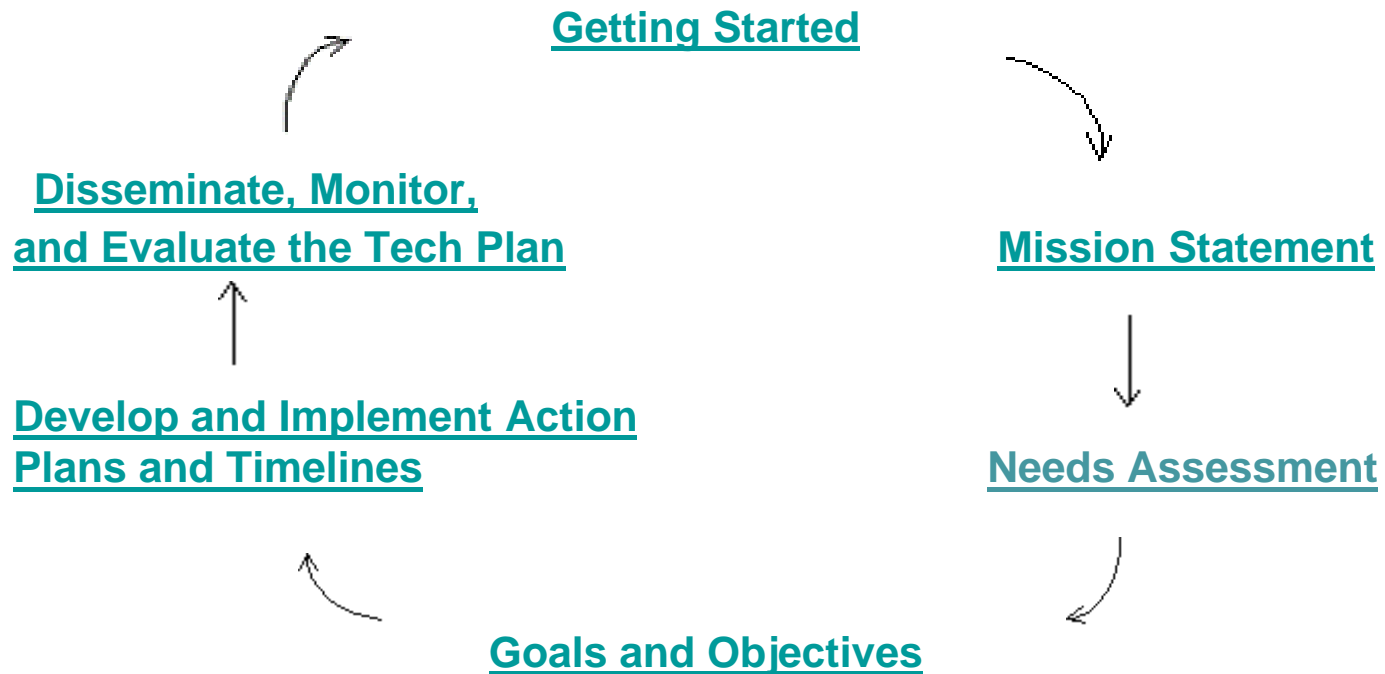 Getting Started
Disseminate, Monitor,
and Evaluate the Tech Plan
Mission Statement
Develop and Implement Action
Plans and Timelines
Needs Assessment
Goals and Objectives